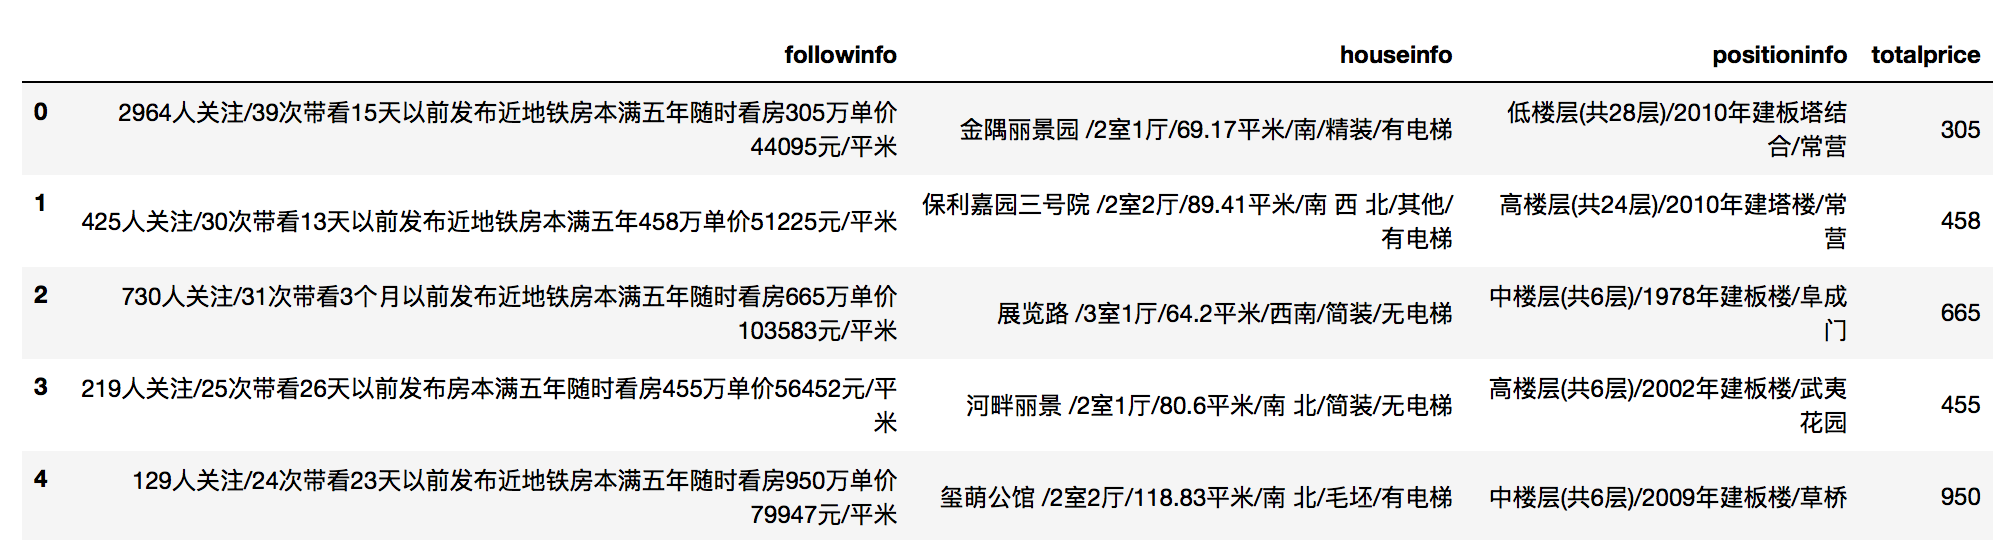 followinfo houseinfo positioninfo totalprice
0 2964人关注/39次带看15天以前发布近地铁房本满五年随时看房305万单价
44095元/平米
金隅丽景园 /2室1厅/69.17平米/南/精装/有电梯
低楼层(共28层)/2010年建板塔结
合/常营
305
1 425人关注/30次带看13天以前发布近地铁房本满五年458万单价51225元/平米
保利嘉园三号院 /2室2厅/89.41平米/南 西 北/其他/
有电梯
高楼层(共24层)/2010年建塔楼/常
营
458
2 730人关注/31次带看3个月以前发布近地铁房本满五年随时看房665万单价
103583元/平米
展览路 /3室1厅/64.2平米/西南/简装/无电梯
中楼层(共6层)/1978年建板楼/阜成
门
665
3 219人关注/25次带看26天以前发布房本满五年随时看房455万单价56452元/平
米
河畔丽景 /2室1厅/80.6平米/南 北/简装/无电梯
高楼层(共6层)/2002年建板楼/武夷
花园
455
4 129人关注/24次带看23天以前发布近地铁房本满五年随时看房950万单价
79947元/平米
玺萌公馆 /2室2厅/118.83平米/南 北/毛坯/有电梯
中楼层(共6层)/2009年建板楼/草桥
950